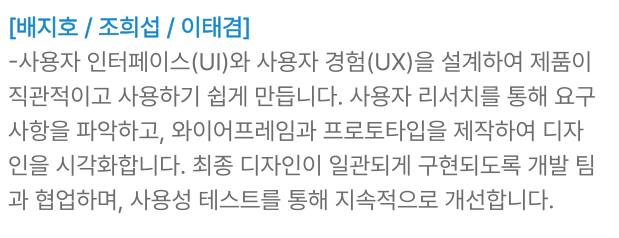 [배지호 / 조희섭 / 이태겸]
-사용자 인터페이스(UI)와 사용자 경험(UX)을 설계하여 제품이
직관적이고 사용하기 쉽게 만듭니다. 사용자 리서치를 통해 요구
사항을 파악하고, 와이어프레임과 프로토타입을 제작하여 디자
인을 시각화합니다. 최종 디자인이 일관되게 구현되도록 개발 팀
과 협업하며, 사용성 테스트를 통해 지속적으로 개선합니다.